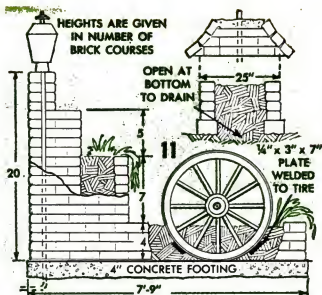 HEIGHTS ARE GIVEN
IN NUMBER OF
BRICK COURSES
OPEN AT
BOTTOM
TO DRAIN
25"
20
5
11
7
4
¼" x 3" x 7"
PLATE
WELDED
TO TIRE
4" CONCRETE FOOTING
7'-9"